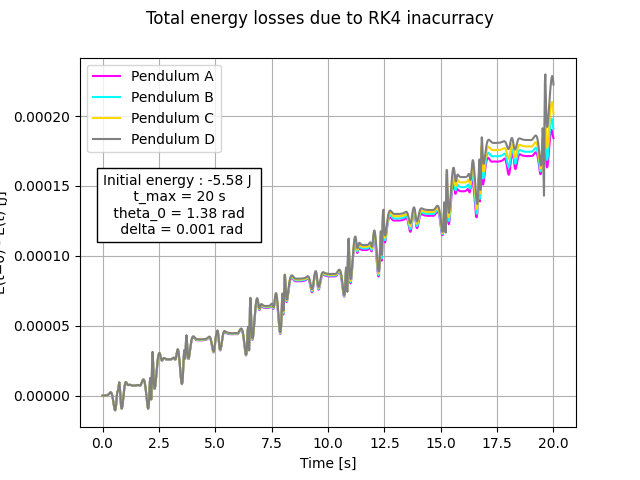 Total energy losses due to RK4 inacurracy
Pendulum A
Pendulum B
Pendulum C
Pendulum D
Initial energy : -5.58 J
t_max = 20 s
theta_0 = 1.38 rad
delta = 0.001 rad
0.00020
0.00015
0.00010
0.00005
0.00000
0.0 2.5 5.0 7.5 10.0 12.5 15.0 17.5 20.0
Time [s]